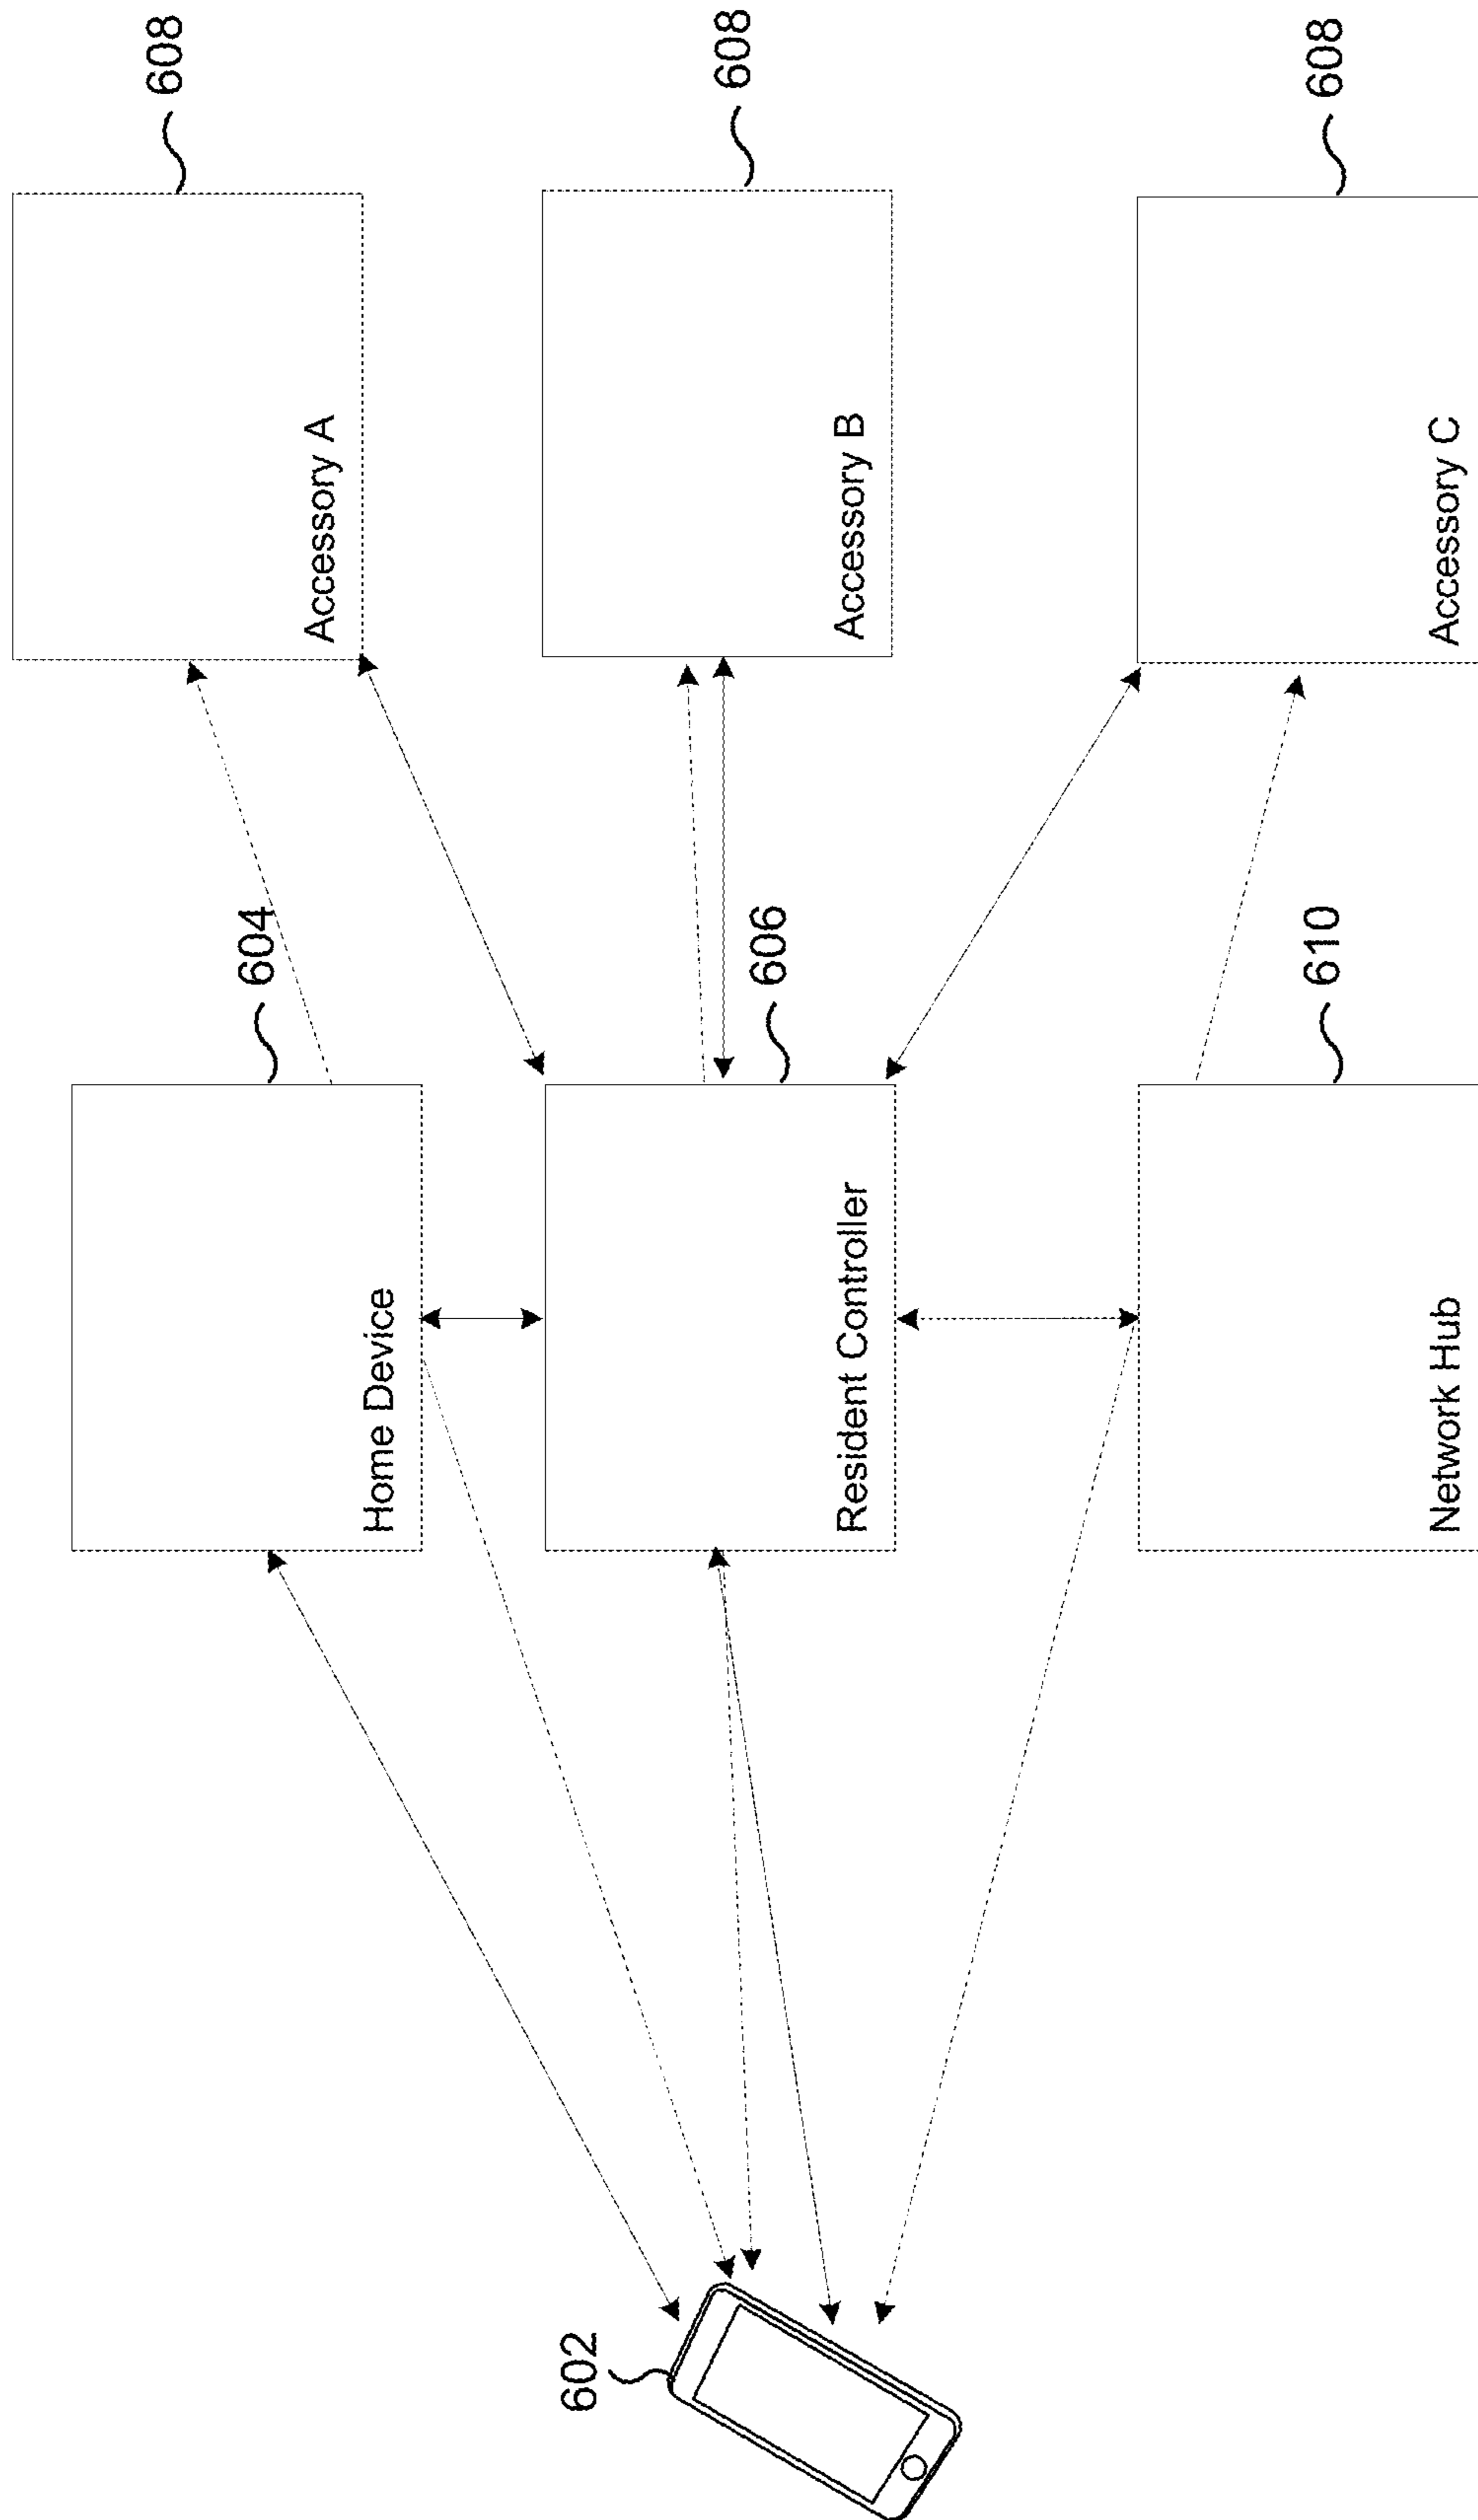 602
Home Device
604
Resident Controller
606
Network Hub
610
Accessory A
608
Accessory B
608
Accessory C
608